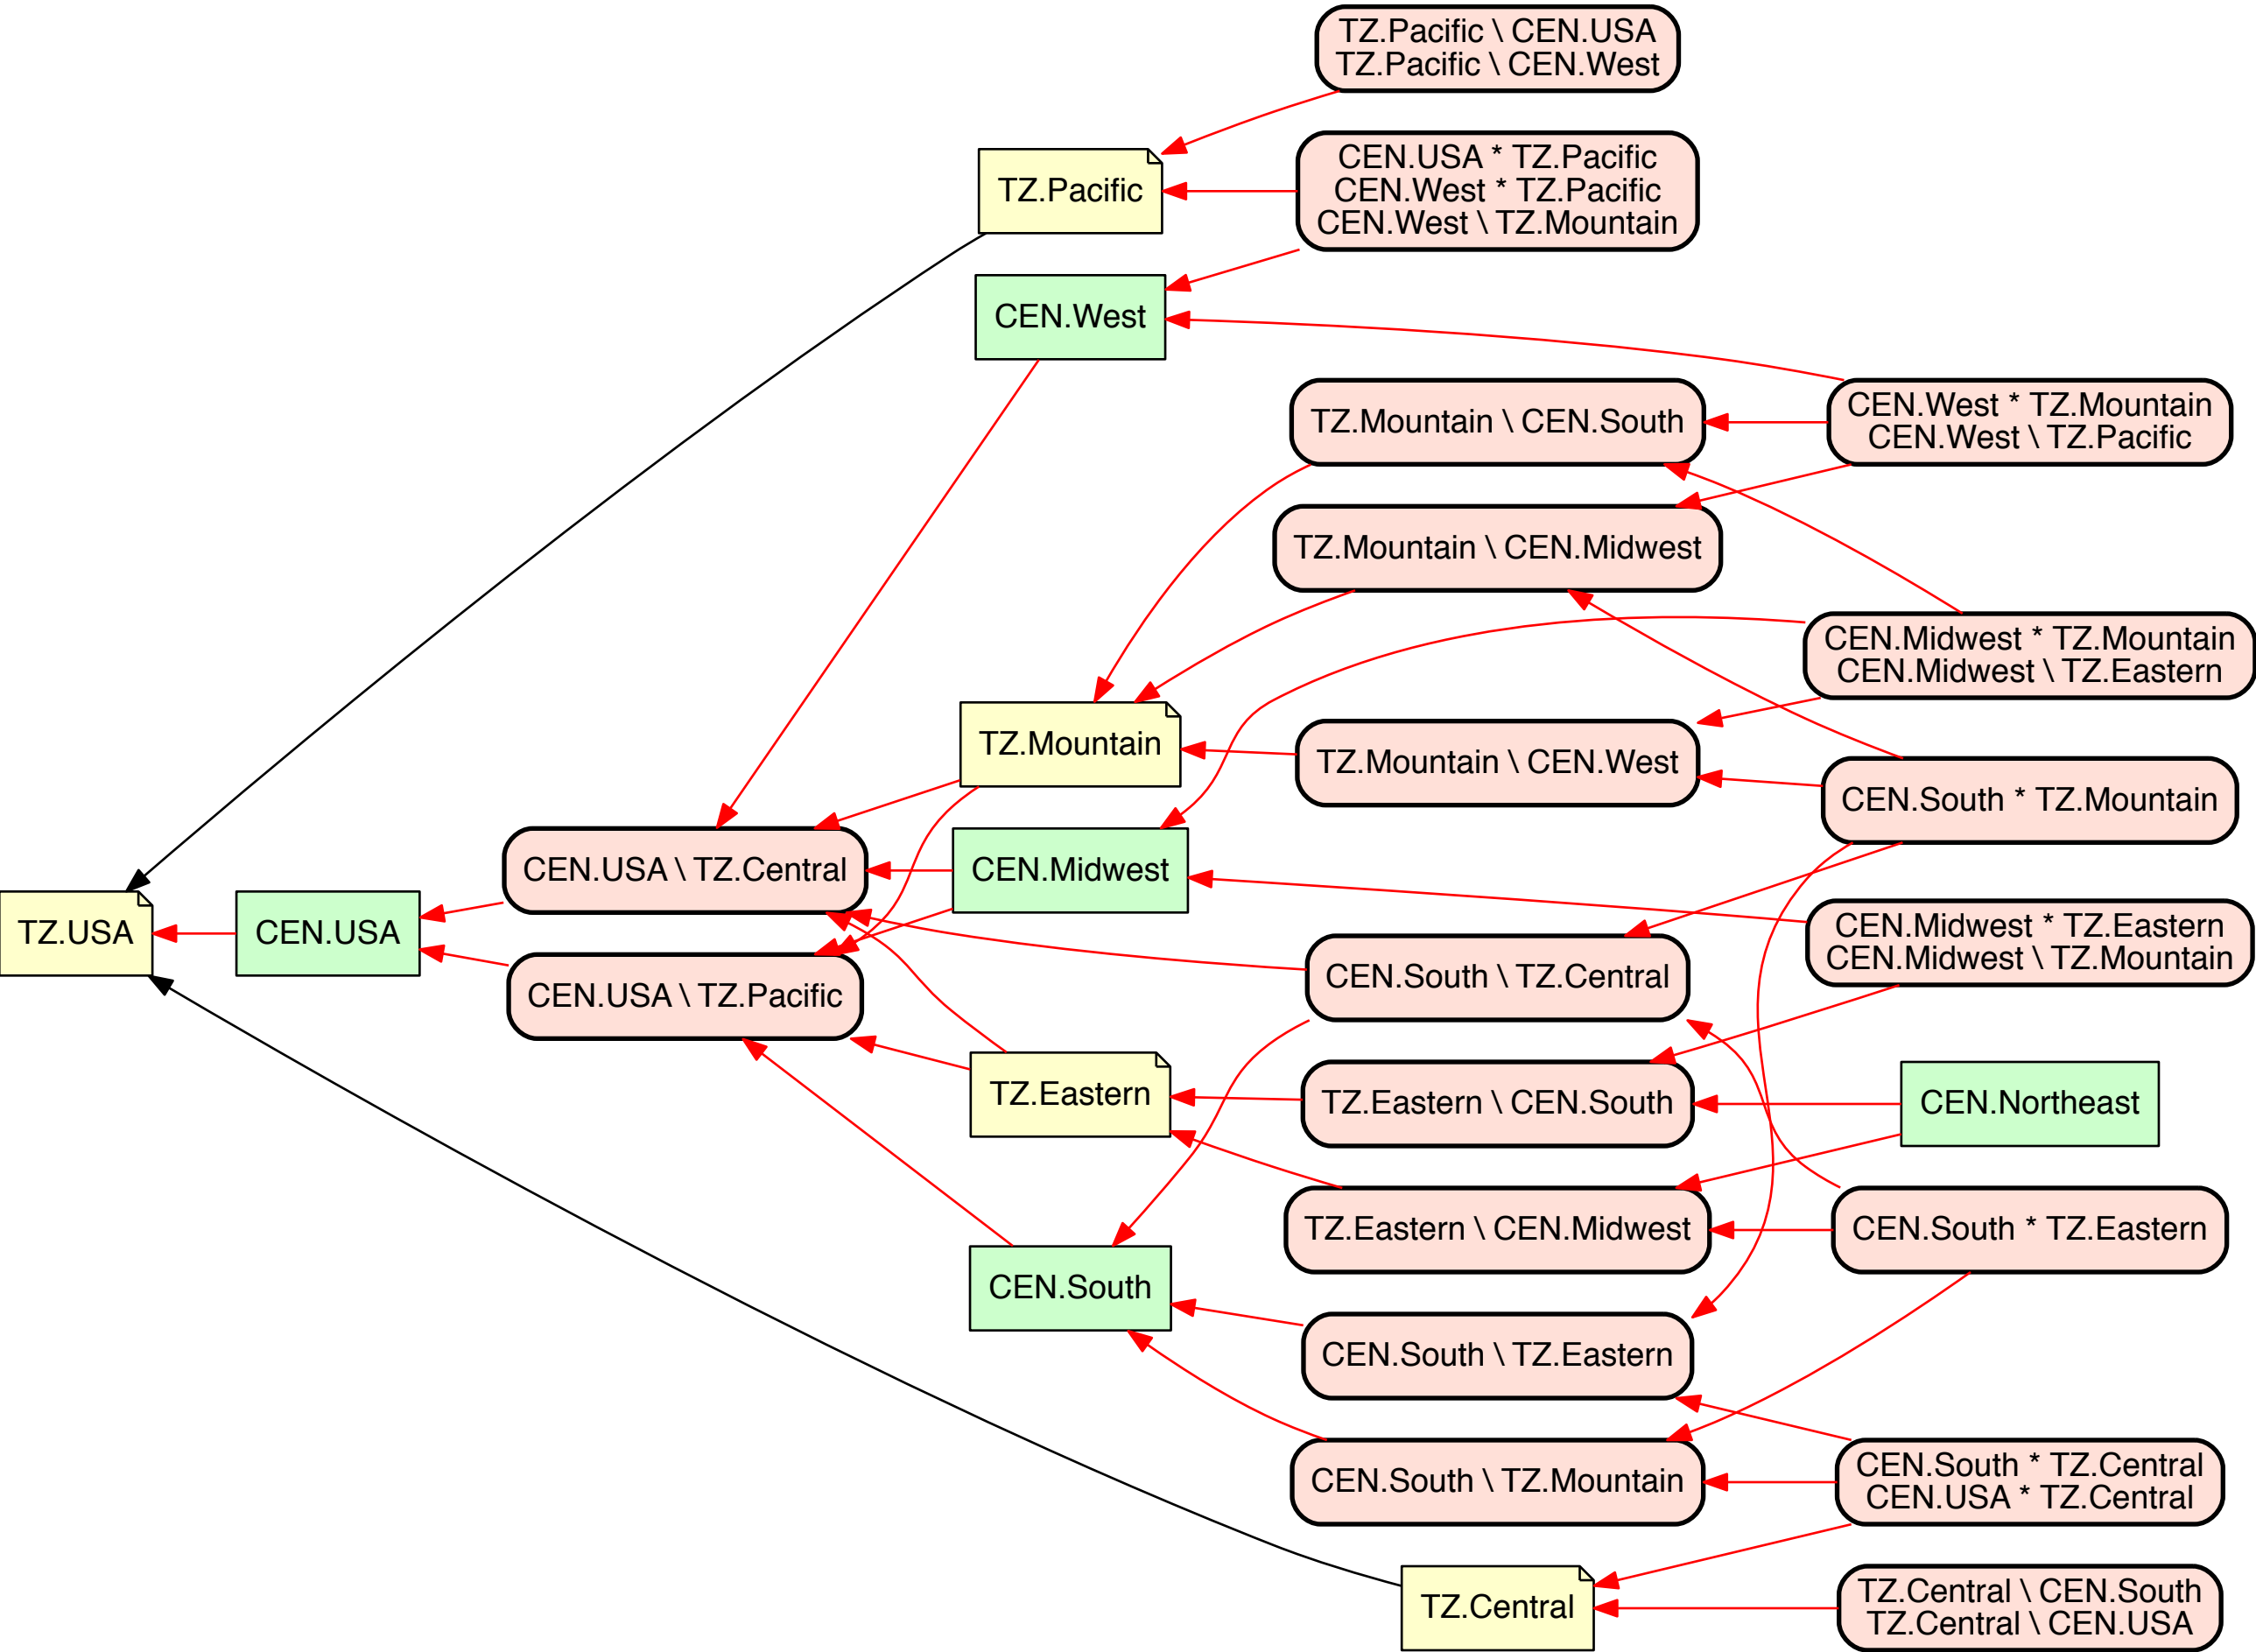 TZ.Pacific \ CEN.USA
TZ.Pacific \ CEN.West
CEN.USA * TZ.Pacific
CEN.West * TZ.Pacific
CEN.West \ TZ.Mountain
TZ.Pacific
CEN.West
TZ.Mountain \ CEN.South
CEN.West * TZ.Mountain
CEN.West \ TZ.Pacific
TZ.Mountain \ CEN.Midwest
CEN.Midwest * TZ.Mountain
CEN.Midwest \ TZ.Eastern
TZ.Mountain
TZ.Mountain \ CEN.West
CEN.South * TZ.Mountain
CEN.USA \ TZ.Central
CEN.Midwest
TZ.USA
CEN.USA
CEN.Midwest * TZ.Eastern
CEN.Midwest \ TZ.Mountain
CEN.South \ TZ.Central
CEN.USA \ TZ.Pacific
TZ.Eastern
TZ.Eastern \ CEN.South
CEN.Northeast
TZ.Eastern \ CEN.Midwest
CEN.South * TZ.Eastern
CEN.South
CEN.South \ TZ.Eastern
CEN.South \ TZ.Mountain
CEN.South * TZ.Central
CEN.USA * TZ.Central
TZ.Central
TZ.Central \ CEN.South
TZ.Central \ CEN.USA